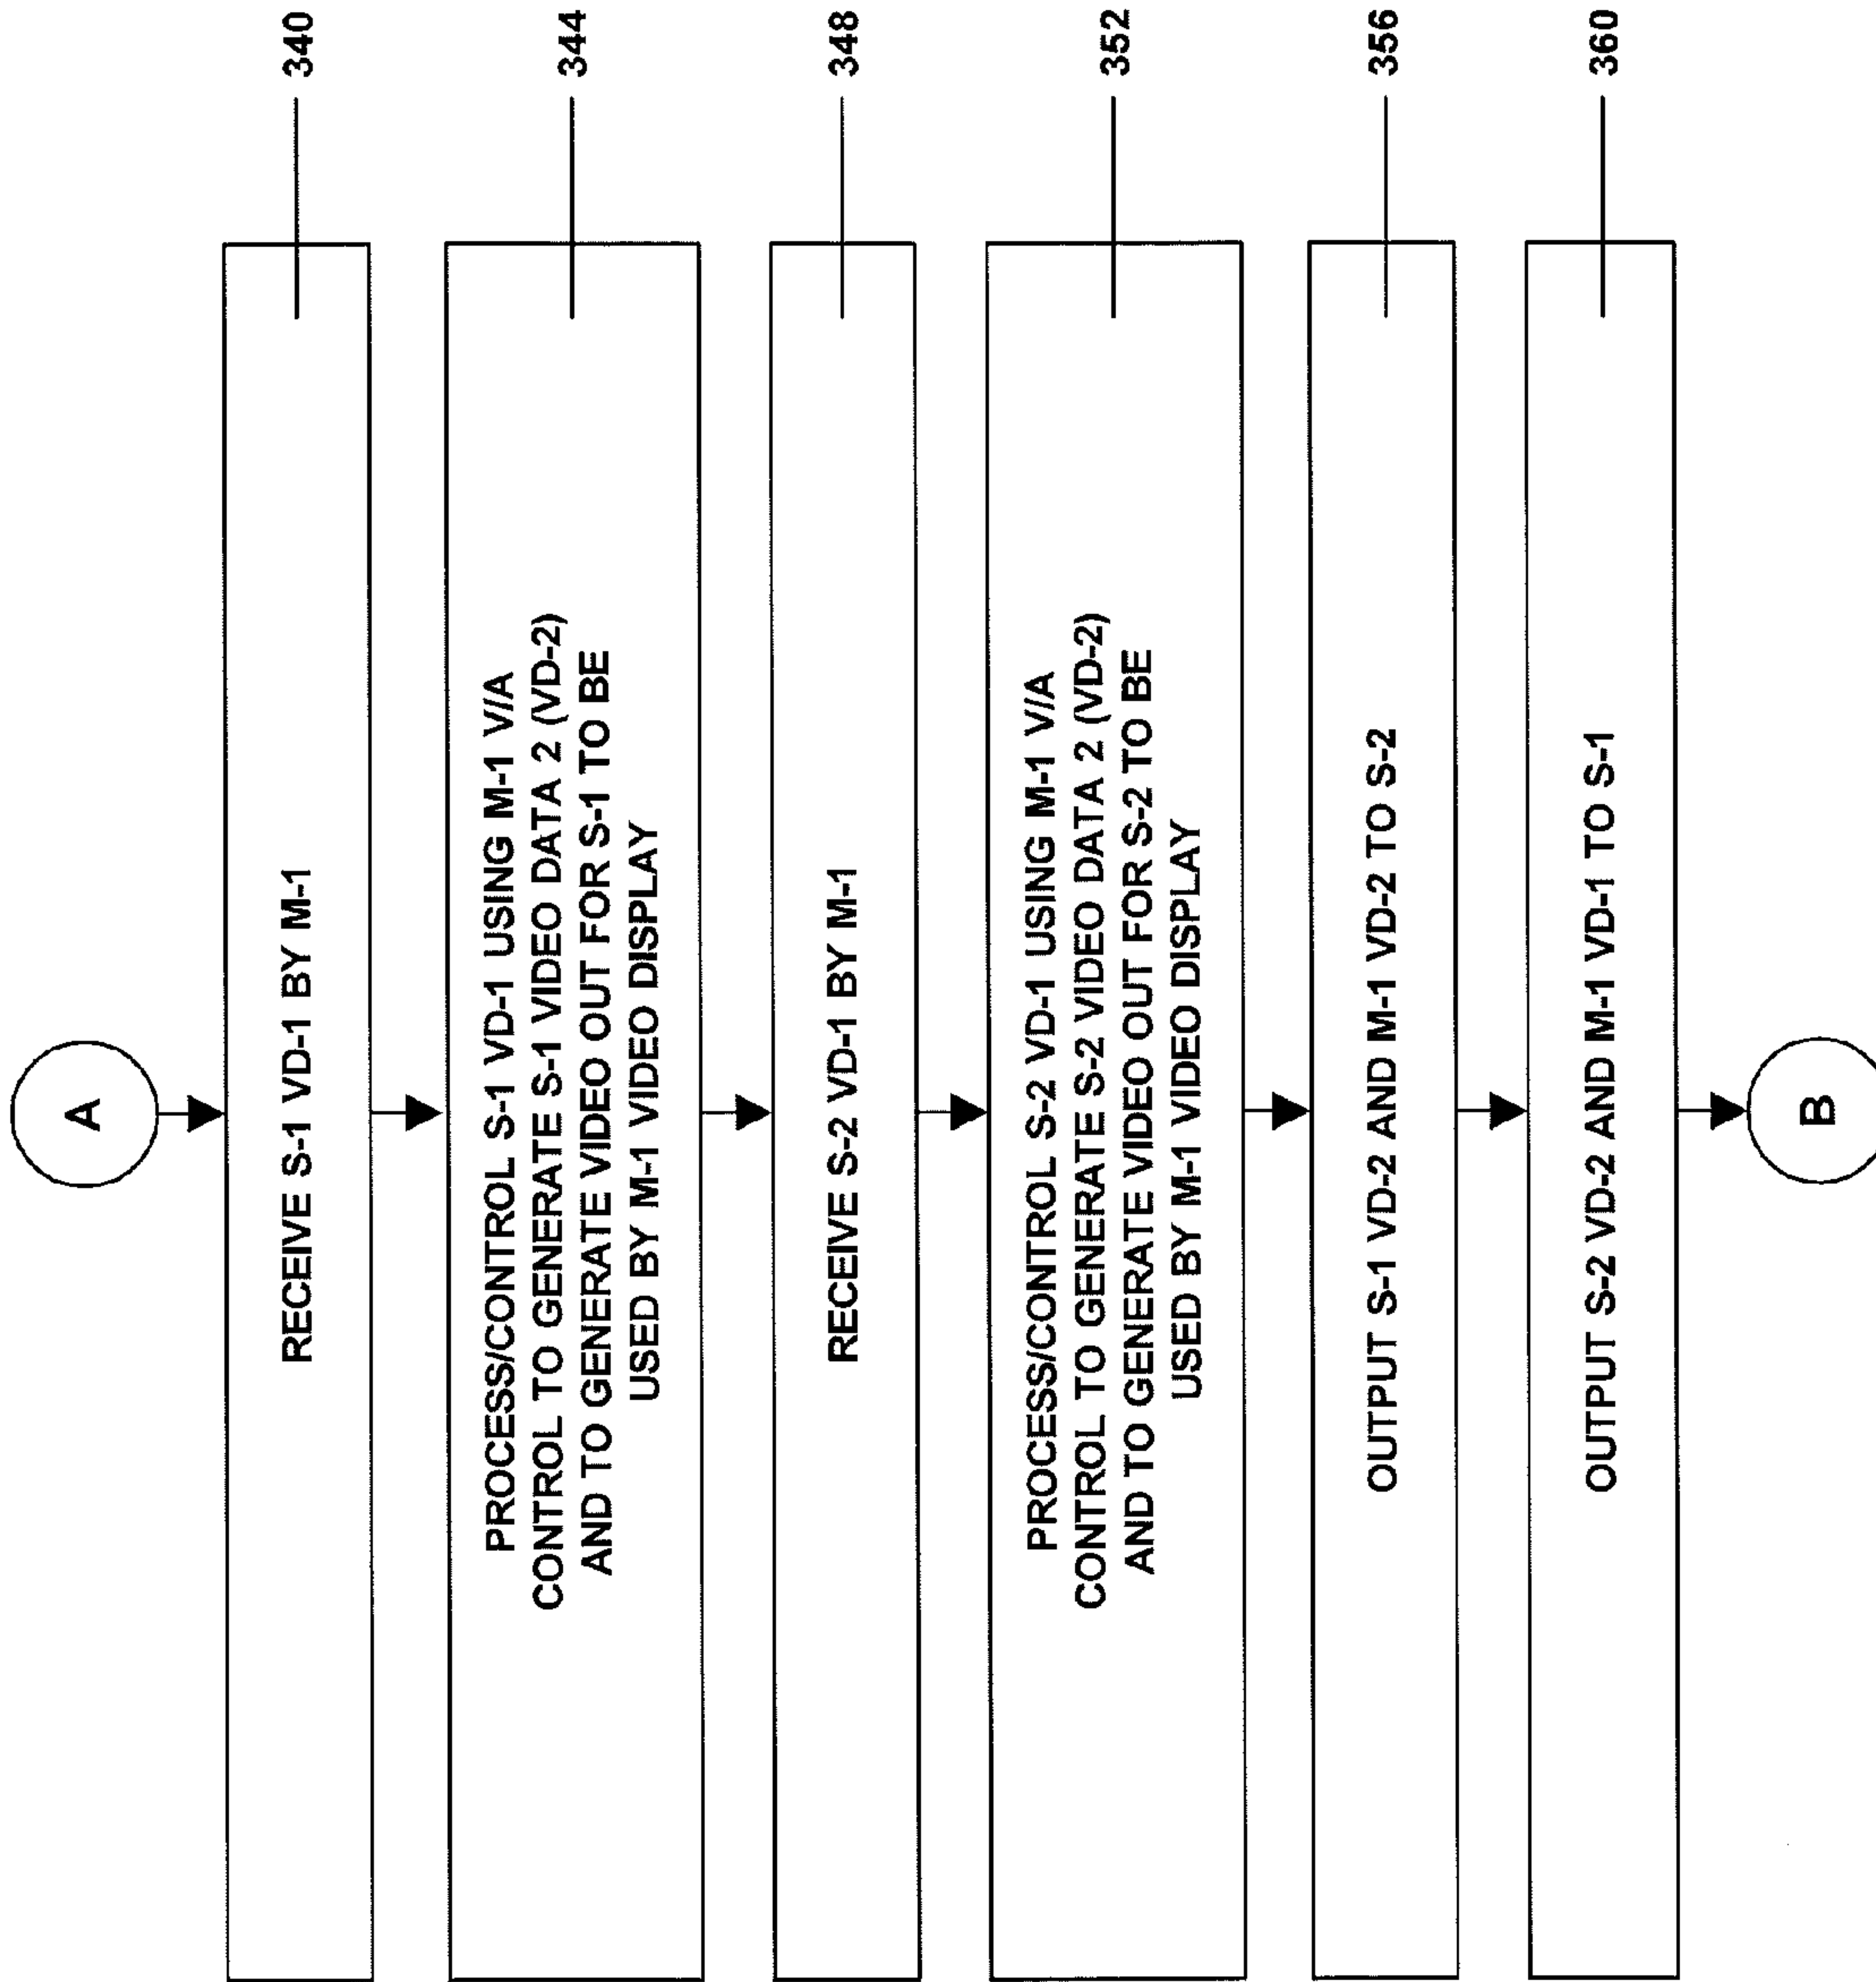 A
RECEIVE S-1 VD-1 BY M-1
340
PROCESS/CONTROL S-1 VD-1 USING M-1 V/A
CONTROL TO GENERATE S-1 VIDEO DATA 2 (VD-2)
AND TO GENERATE VIDEO OUT FOR S-1 TO BE
USED BY M-1 VIDEO DISPLAY
344
RECEIVE S-2 VD-1 BY M-1
348
PROCESS/CONTROL S-2 VD-1 USING M-1 V/A
CONTROL TO GENERATE S-2 VIDEO DATA 2 (VD-2)
AND TO GENERATE VIDEO OUT FOR S-2 TO BE
USED BY M-1 VIDEO DISPLAY
352
OUTPUT S-1 VD-2 AND M-1 VD-2 TO S-2
356
OUTPUT S-2 VD-2 AND M-1 VD-1 TO S-1
360
B